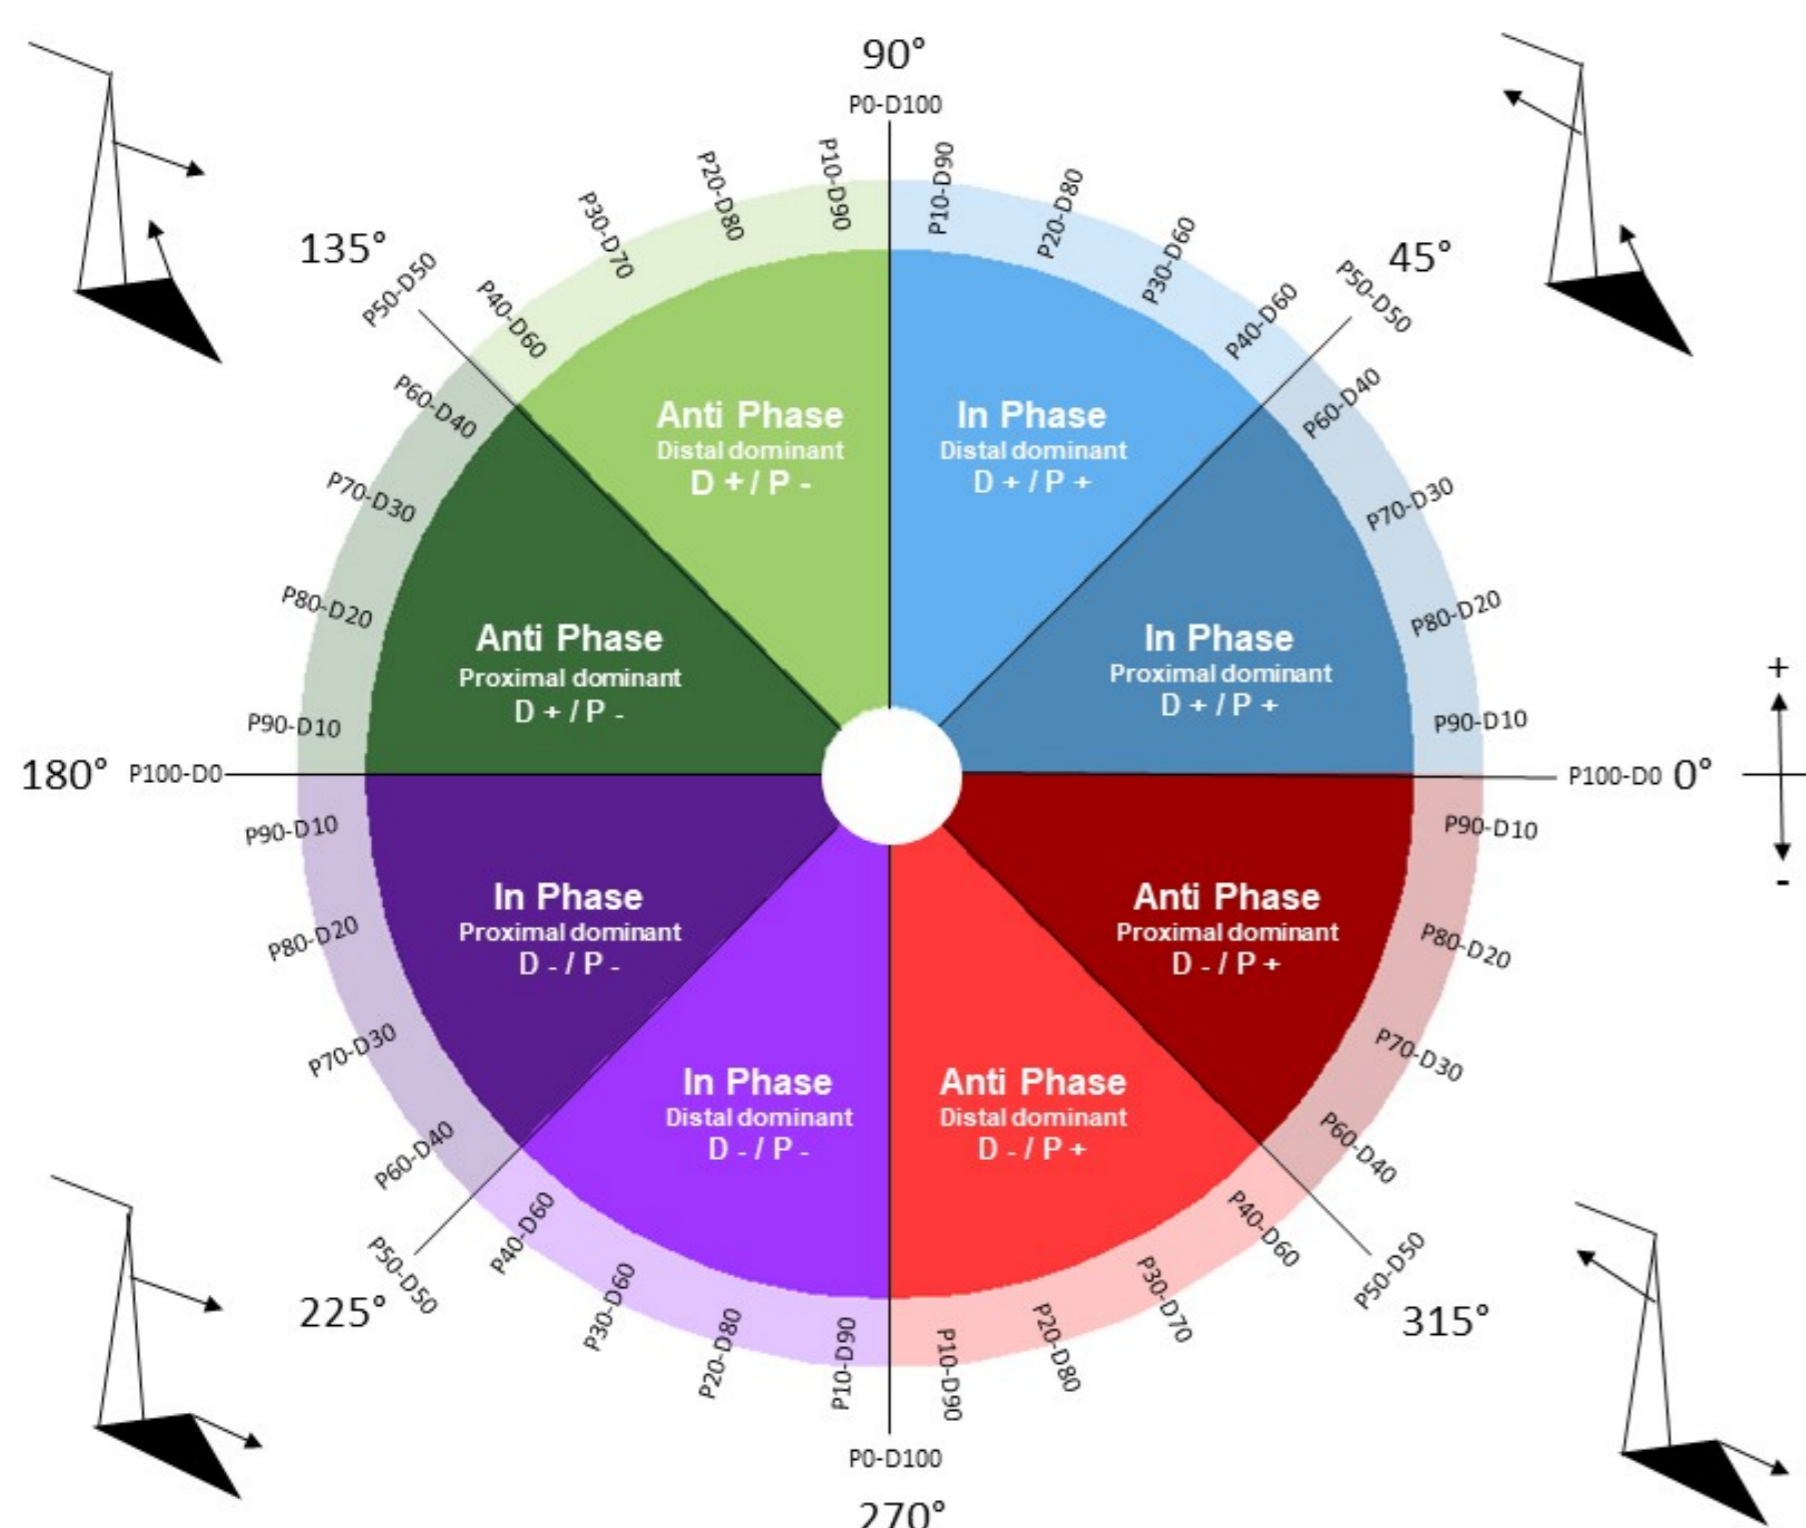 90°
P0-D100
P10-D90
P20-D80
P30-D70
P40-D60
135°
P50-D50
P60-D40
P70-D30
P80-D20
P90-D10
180°
P100-D0
P10-D90
P20-D80
P30-D60
P40-D60
45°
P50-D50
P60-D40
P70-D30
P80-D20
P90-D10
P100-D0
0°
+
-
Anti Phase
Distal dominant
D + / P -
In Phase
Distal dominant
D + / P +
Anti Phase
Proximal dominant
D + / P -
In Phase
Proximal dominant
D + / P +
In Phase
Proximal dominant
D - / P -
Anti Phase
Proximal dominant
D - / P +
In Phase
Distal dominant
D - / P -
Anti Phase
Distal dominant
D - / P +
P90-D10
P80-D20
P70-D30
P60-D40
P50-D50
225°
P40-D60
P30-D60
P20-D80
P10-D90
P90-D10
P80-D20
P70-D30
P60-D40
P50-D50
315°
P40-D60
P30-D70
P20-D80
P10-D90
P0-D100
270°